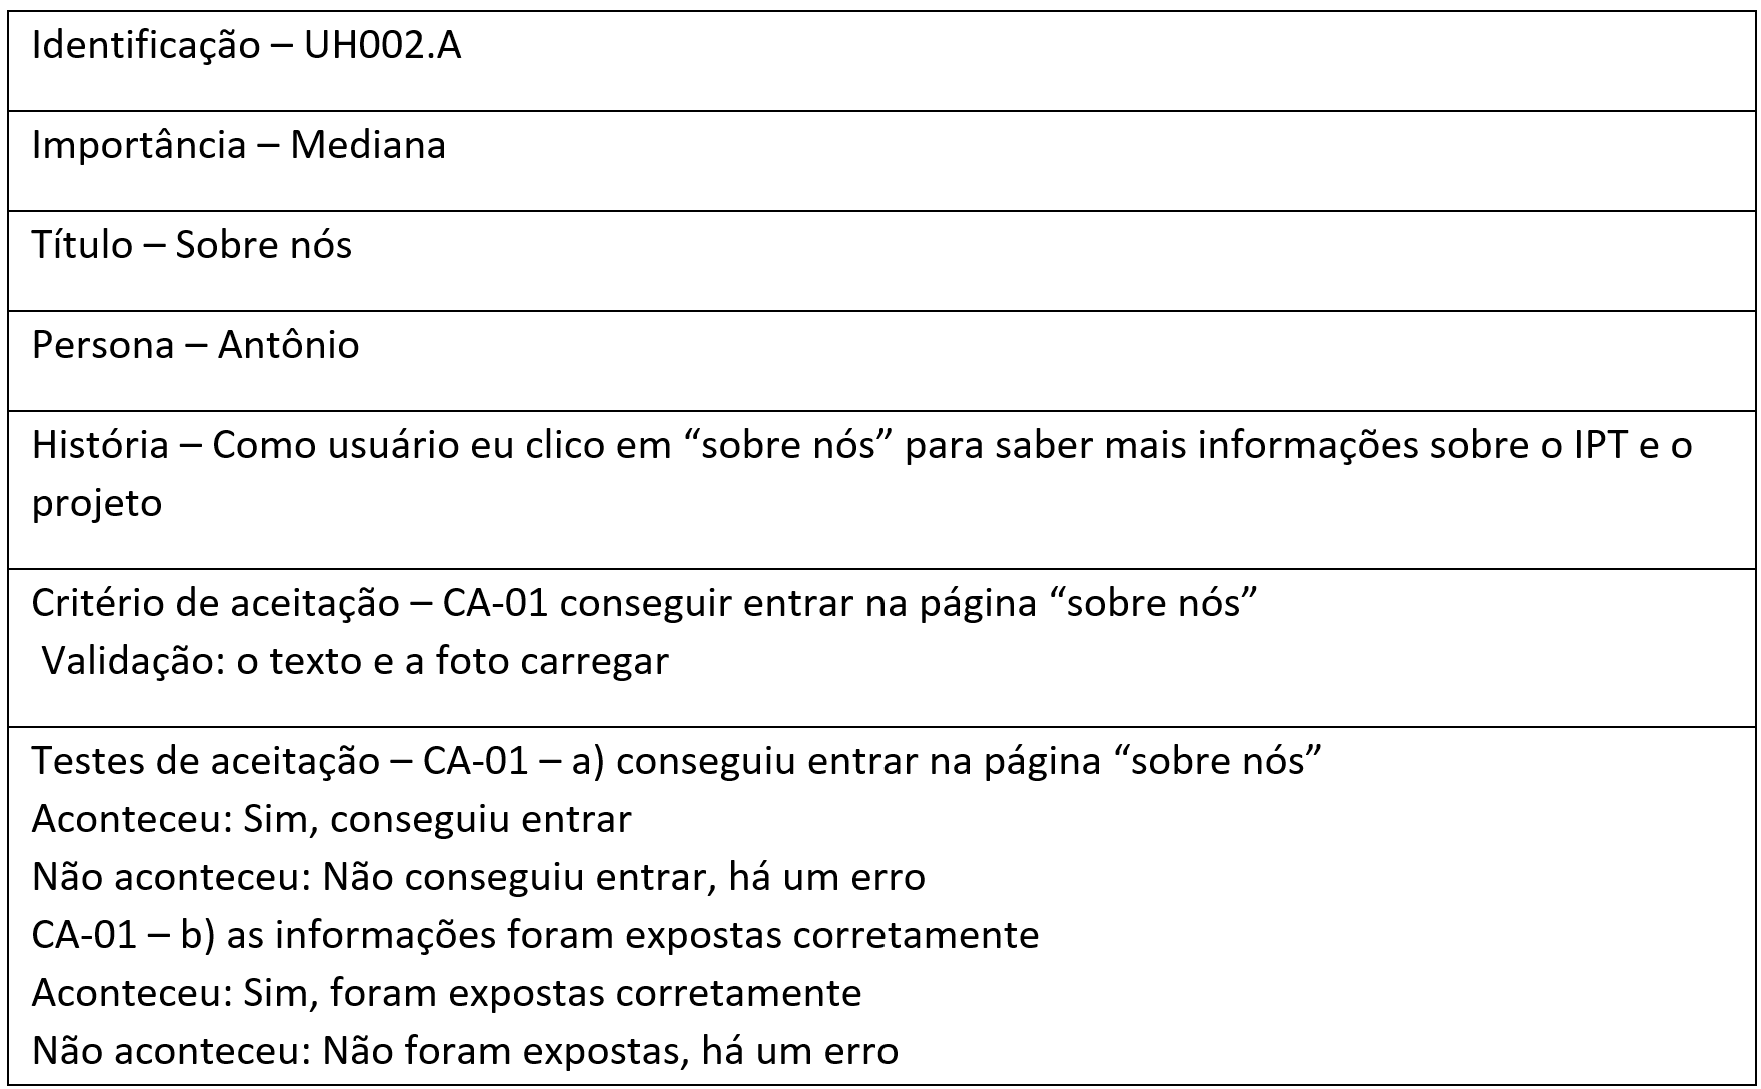 Identificação – UH002.A
Importância – Mediana
Título – Sobre nós
Persona – Antônio
História – Como usuário eu clico em “sobre nós” para saber mais informações sobre o IPT e o
projeto
Critério de aceitação – CA-01 conseguir entrar na página “sobre nós”
Validação: o texto e a foto carregar
Testes de aceitação – CA-01 – a) conseguiu entrar na página “sobre nós”
Aconteceu: Sim, conseguiu entrar
Não aconteceu: Não conseguiu entrar, há um erro
CA-01 – b) as informações foram expostas corretamente
Aconteceu: Sim, foram expostas corretamente
Não aconteceu: Não foram expostas, há um erro